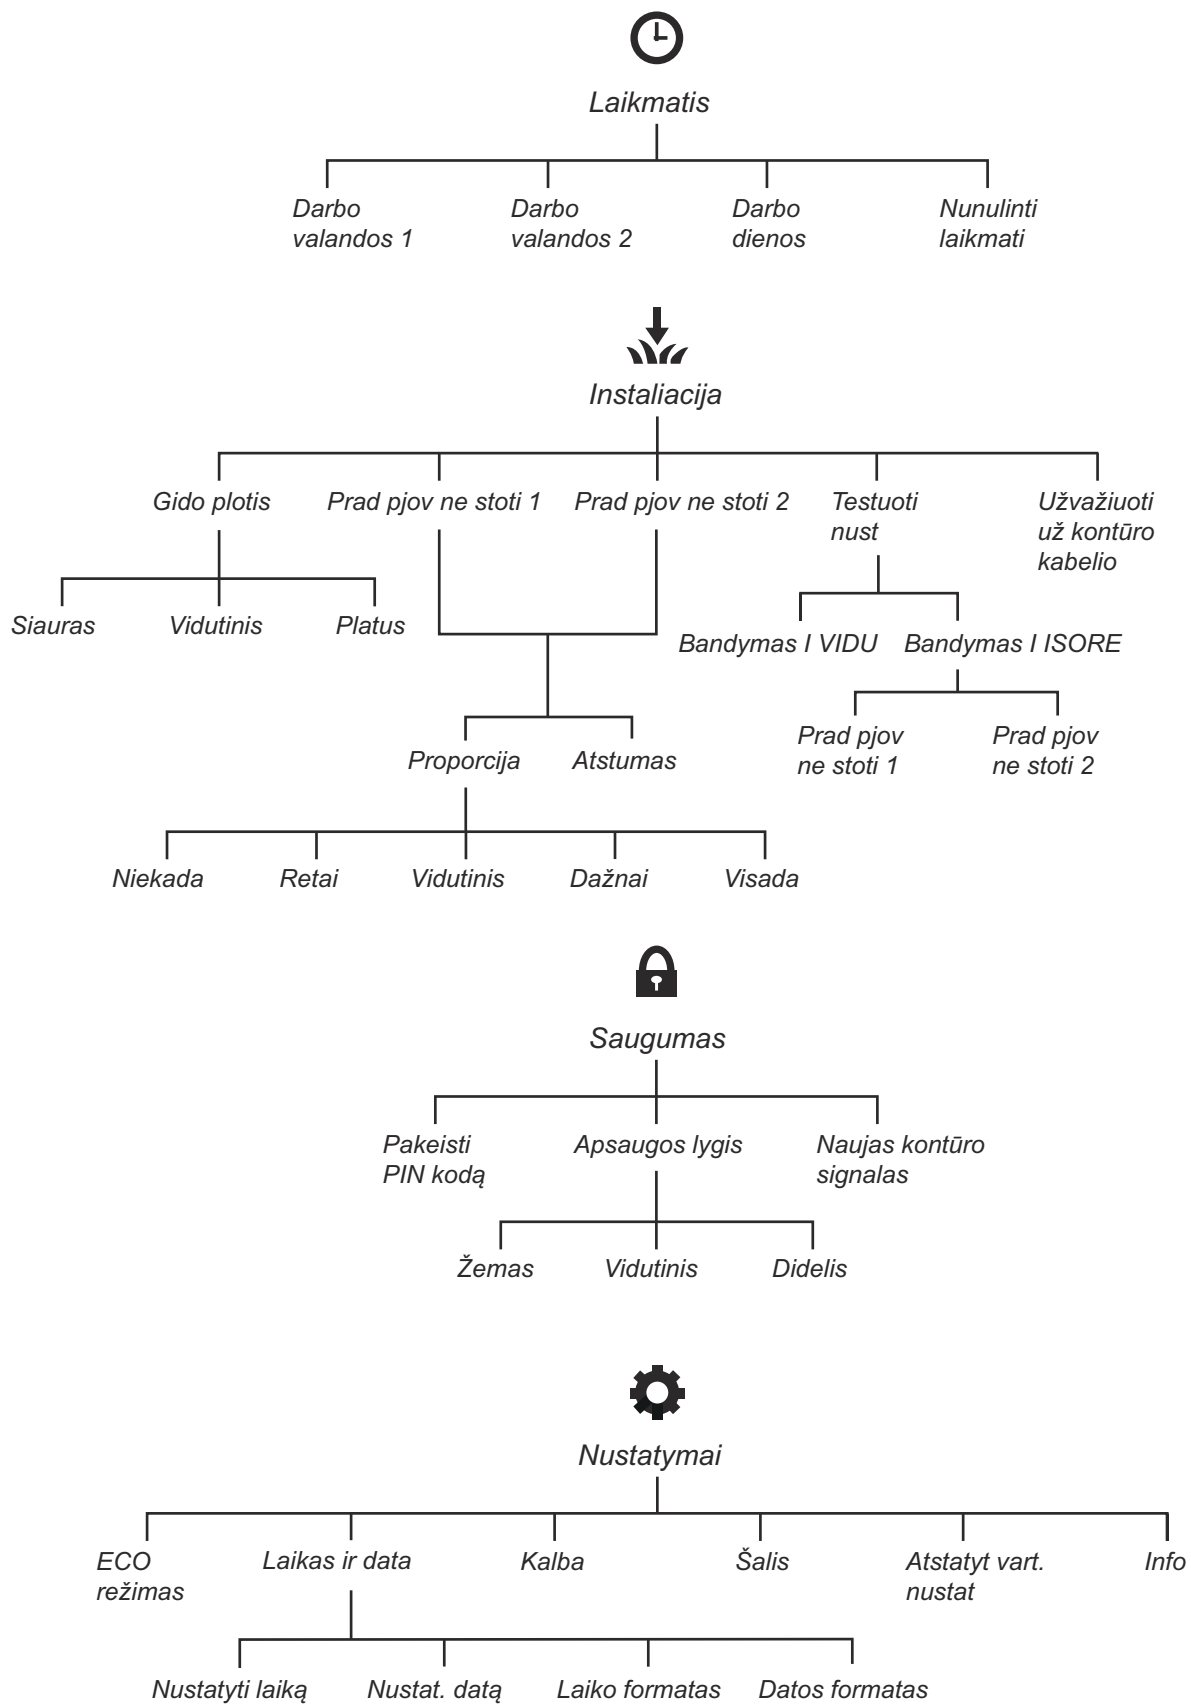 Laikmatis
Darbo
valandos 1
Darbo
valandos 2
Darbo
dienos
Nunulinti
laikmati
Instaliacija
Gido plotis
Prad pjov ne stoti 1
Prad pjov ne stoti 2
Testuoti
nust
Užvažiuoti
už kontūro
kabelio
Siauras
Vidutinis
Platus
Bandymas I VIDU
Bandymas I ISORE
Prad pjov
ne stoti 1
Prad pjov
ne stoti 2
Proporcija
Atstumas
Niekada
Retai
Vidutinis
Dažnai
Visada
Saugumas
Pakeisti
PIN kodą
Apsaugos lygis
Naujas kontūro
signalas
Žemas
Vidutinis
Didelis
Nustatymai
ECO
režimas
Laikas ir data
Kalba
Šalis
Atstatyt vart.
nustat
Info
Nustatyti laiką
Nustat. datą
Laiko formatas
Datos formatas